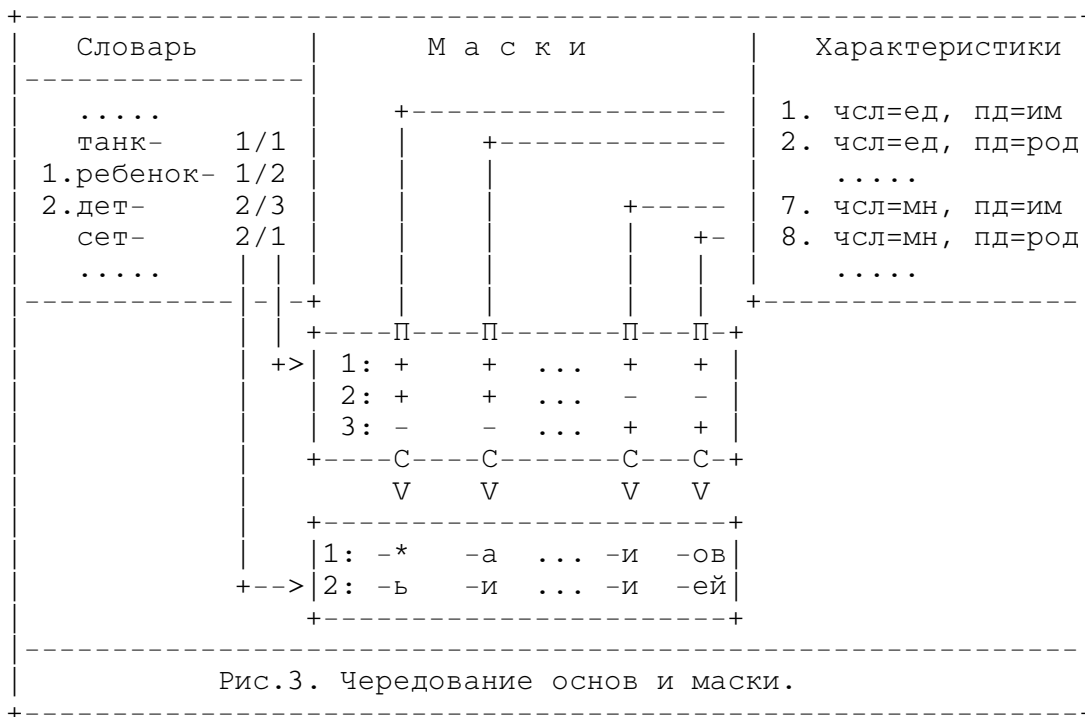 Словарь М а с к и Характеристики
..... 1. чсл=ед, пд=им
танк- 1/1 2. чсл=ед, пд=род
1.ребенок- 1/2 .....
2.дет- 2/3 7. чсл=мн, пд=им
сет- 2/1 8. чсл=мн, пд=род
..... .....
П П П П
1: + + ... + +
2: + + ... - -
3: - - ... + +
С С С С
V V V V
1: -* -а ... -и -ов
2: -ь -и ... -и -ей
Рис.3. Чередование основ и маски.